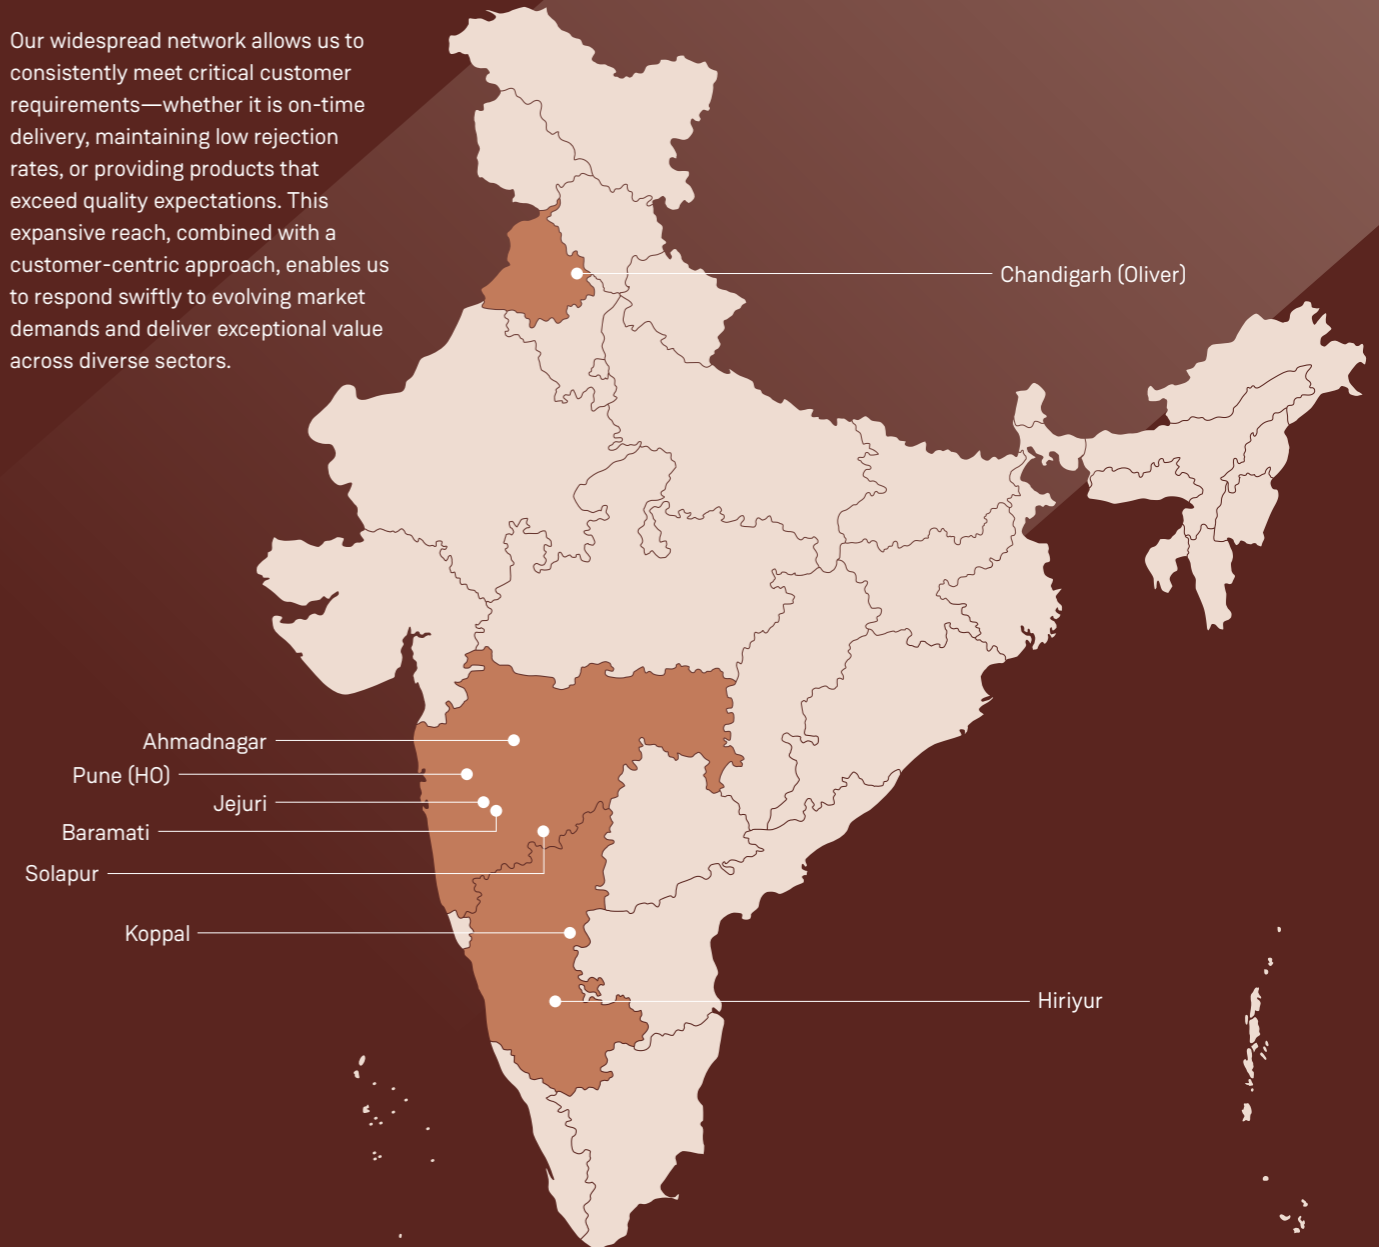 Our widespread network allows us to
consistently meet critical customer
requirements—whether it is on-time
delivery, maintaining low rejection
rates, or providing products that
exceed quality expectations. This
expansive reach, combined with a
customer-centric approach, enables us
to respond swiftly to evolving market
demands and deliver exceptional value
across diverse sectors.
Chandigarh (Oliver)
Ahmadnagar
Pune (HO)
Jejuri
Baramati
Solapur
Koppal
Hiriyur